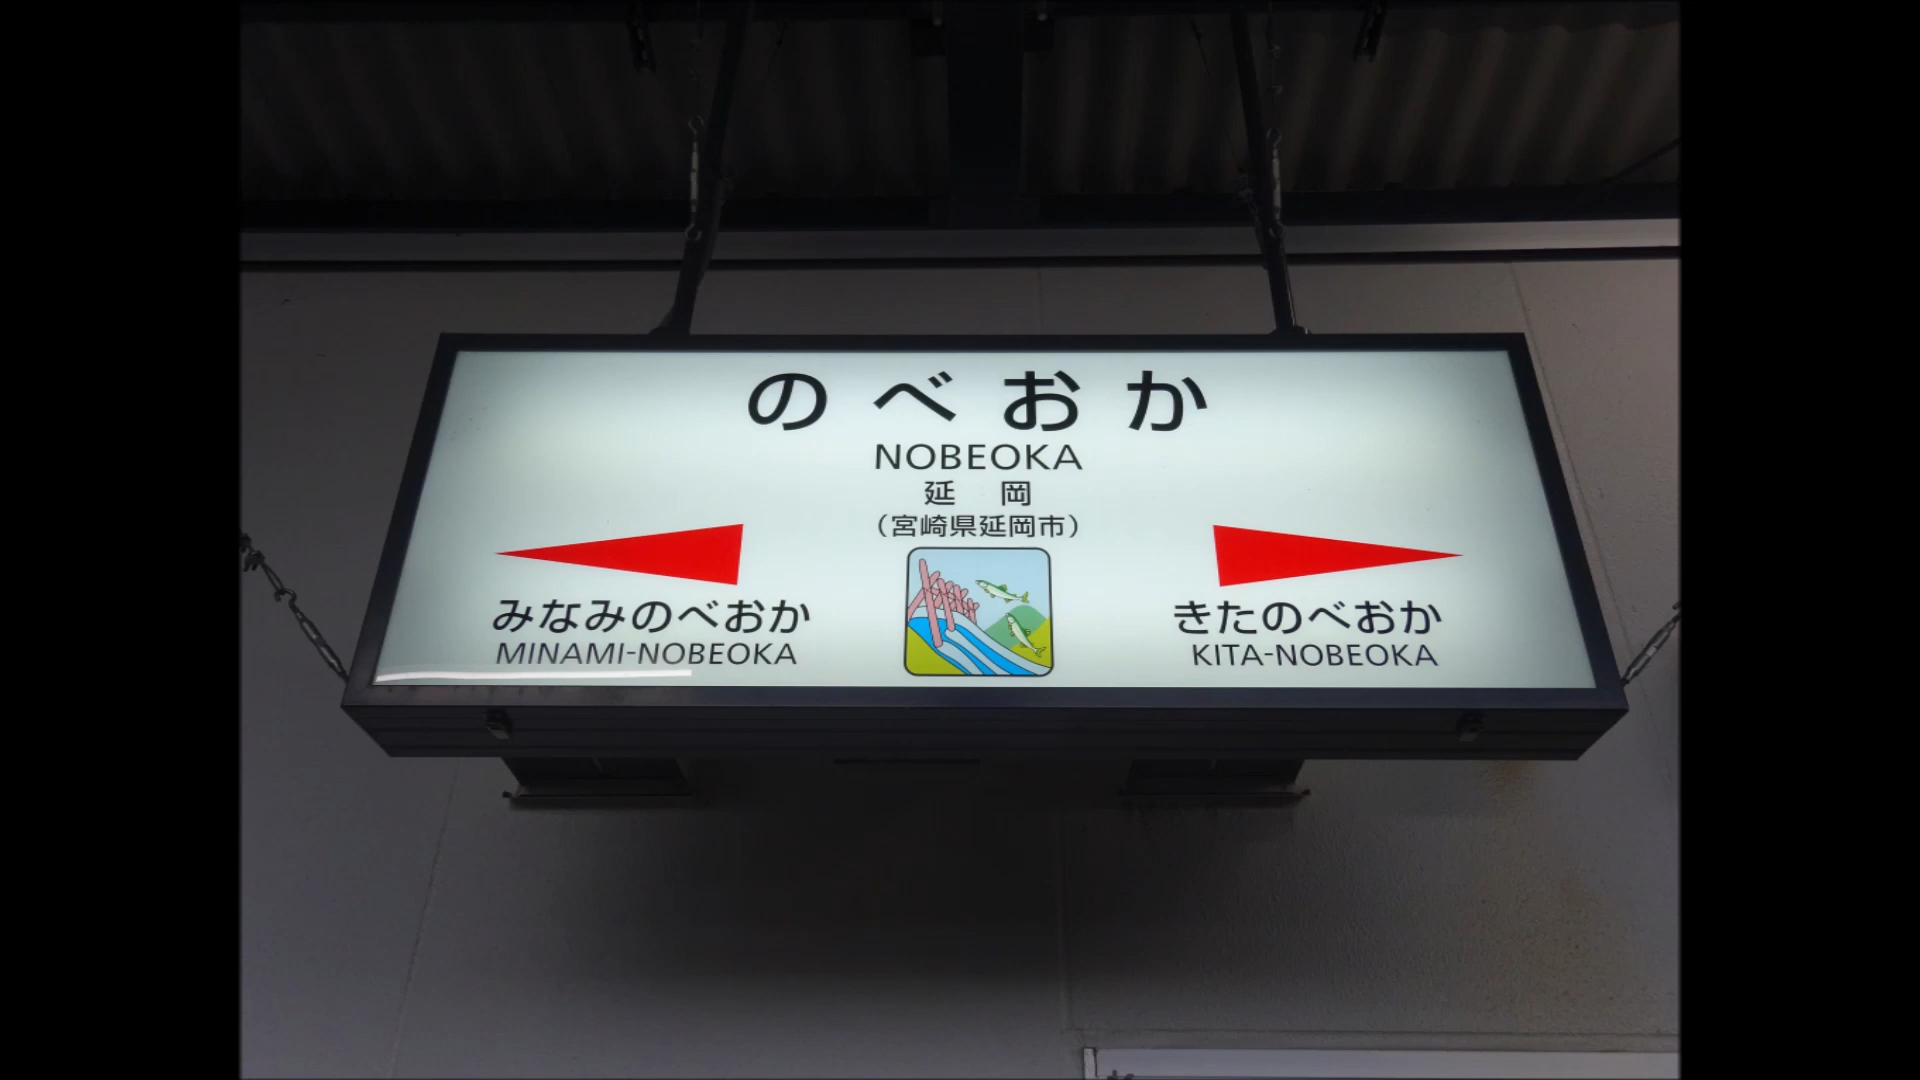 のべおか
NOBEOKA
延 岡
(宮崎県延岡市)
みなみのべおか
MINAMI-NOBEOKA
きたのべおか
KITA-NOBEOKA